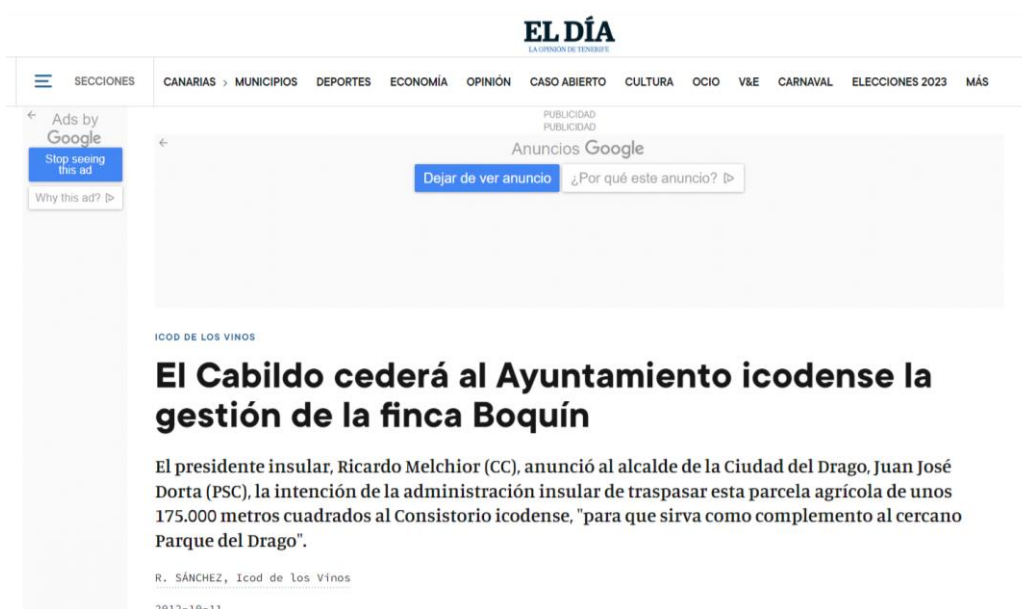 EL DÍA
LA OPINIÓN DE TENERIFE
SECCIONES
CANARIAS > MUNICIPIOS DEPORTES ECONOMÍA OPINIÓN CASO ABIERTO CULTURA OCIO V&E CARNAVAL ELECCIONES 2023 MÁS
Ads by
Google
Stop seeing
this ad
Why this ad?
PUBLICIDAD
PUBLICIDAD
Anuncios Google
Dejar de ver anuncio ¿Por qué este anuncio?
ICOD DE LOS VINOS
El Cabildo cederá al Ayuntamiento icodense la
gestión de la finca Boquín
El presidente insular, Ricardo Melchior (CC), anunció al alcalde de la Ciudad del Drago, Juan José
Dorta (PSC), la intención de la administración insular de traspasar esta parcela agrícola de unos
175.000 metros cuadrados al Consistorio icodense, "para que sirva como complemento al cercano
Parque del Drago".
R. SÁNCHEZ, Icod de los Vinos
2012-10-11